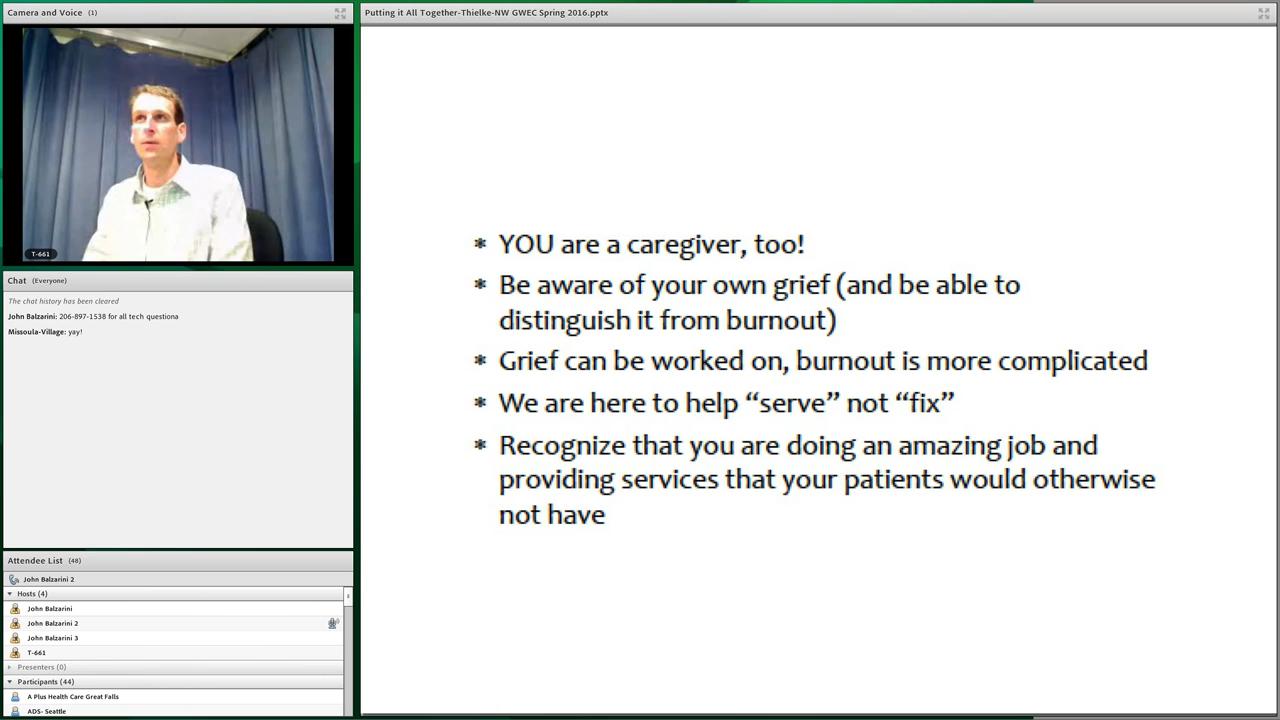 Camera and Voice (1)
T-661
Chat (Everyone)
The chat history has been cleared
John Balzarini: 206-897-1538 for all tech questiona
Missoula-Village: yay!
Attendee List (48)
John Balzarini 2
Hosts (4)
John Balzarini
John Balzarini 2
John Balzarini 3
T-661
Presenters (0)
Participants (44)
A Plus Health Care Great Falls
ADS- Seattle
Putting it All Together-Thielke-NW GWEC Spring 2016.pptx
* YOU are a caregiver, too!
* Be aware of your own grief (and be able to
distinguish it from burnout)
* Grief can be worked on, burnout is more complicated
* We are here to help “serve” not “fix”
* Recognize that you are doing an amazing job and
providing services that your patients would otherwise
not have